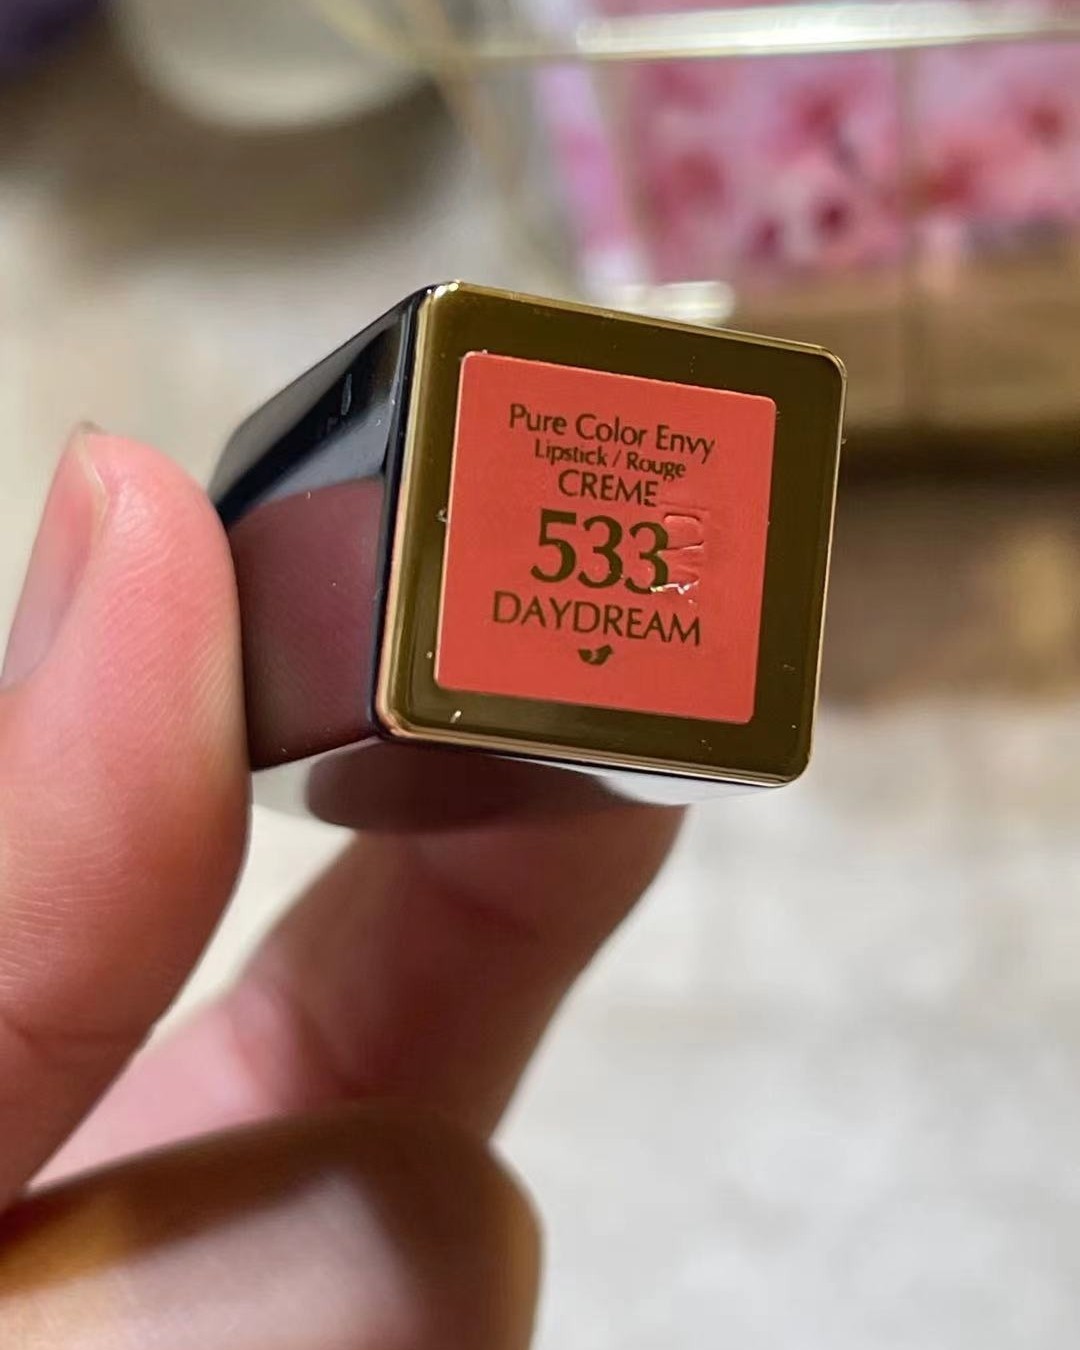 Pure Color Envy
Lipstick / Rouge
CREME
533
DAYDREAM